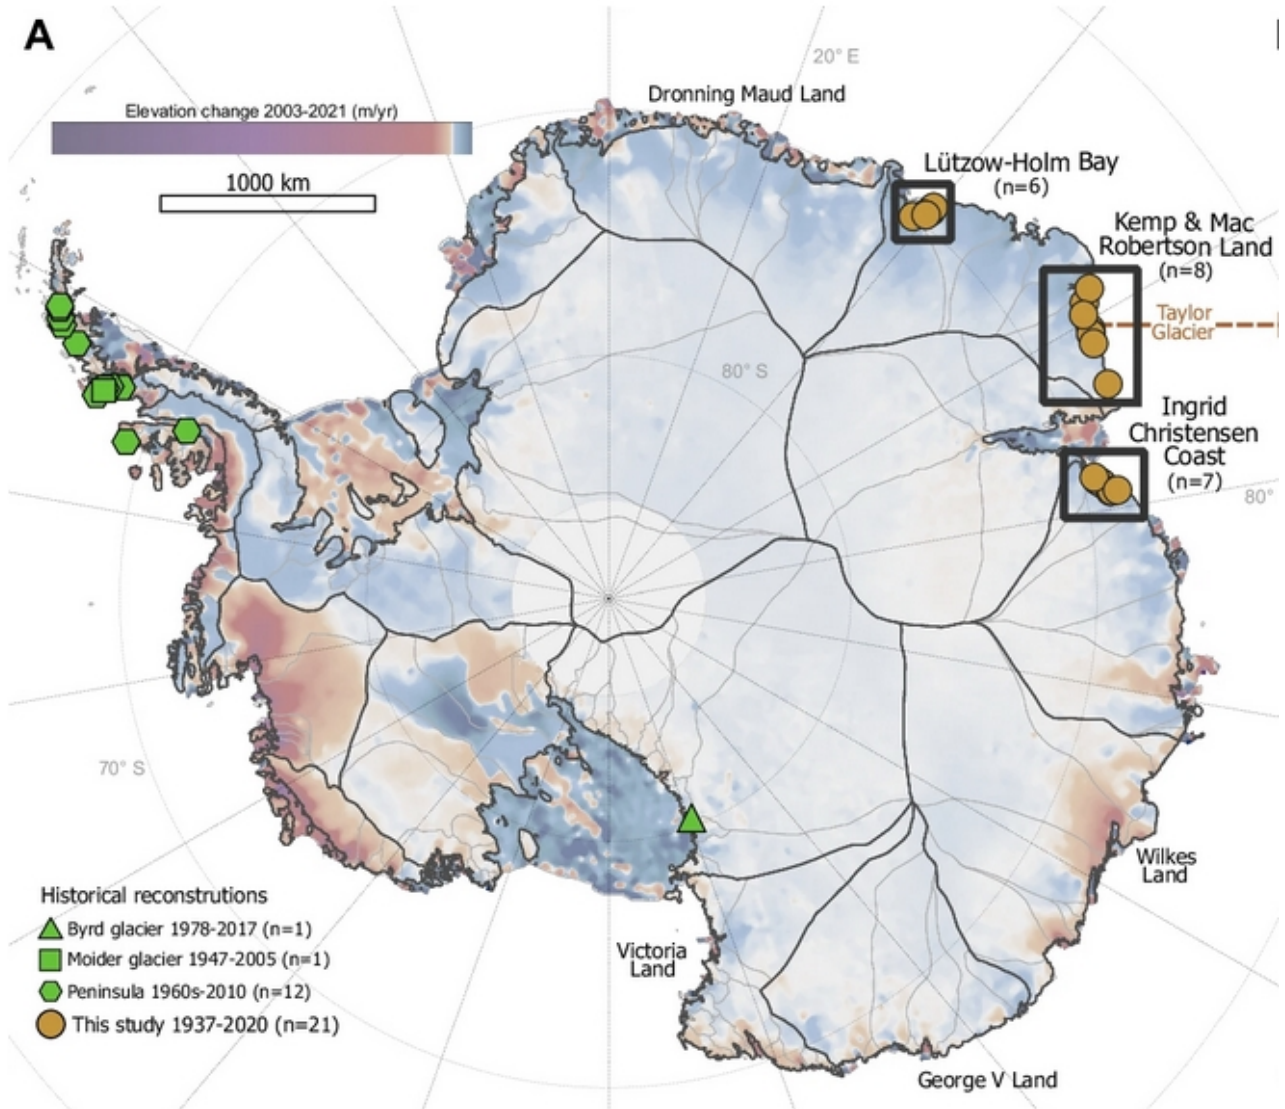 A
20° E
Dronning Maud Land
Elevation change 2003-2021 (m/yr)
1000 km
Lützow-Holm Bay
(n=6)
Kemp & Mac
Robertson Land
(n=8)
Taylor
Glacier
80° S
Ingrid
Christensen
Coast
(n=7)
80°
70° S
Wilkes
Land
Historical reconstrutions
Byrd glacier 1978-2017 (n=1)
Moider glacier 1947-2005 (n=1)
Peninsula 1960s-2010 (n=12)
This study 1937-2020 (n=21)
Victoria
Land
George V Land